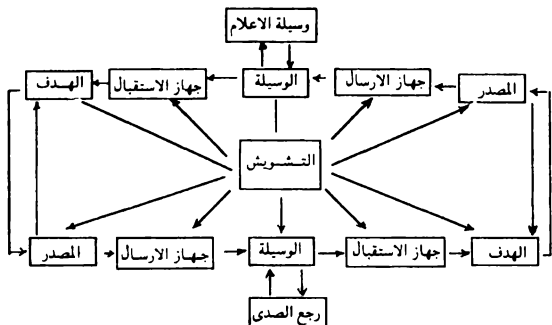 وسيلة الاعلام
المصدر
جهاز الارسال
الوسيلة
جهاز الاستقبال
الهدف
التشويش
الهدف
جهاز الاستقبال
الوسيلة
جهاز الارسال
المصدر
رجع الصدى